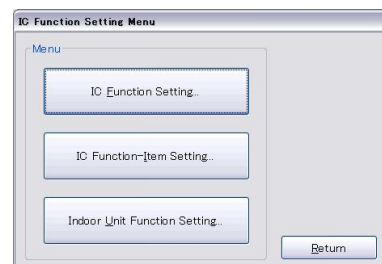 IC Function Setting Menu
Menu
IC Function Setting...
IC Function-Item Setting...
Indoor Unit Function Setting...
Return